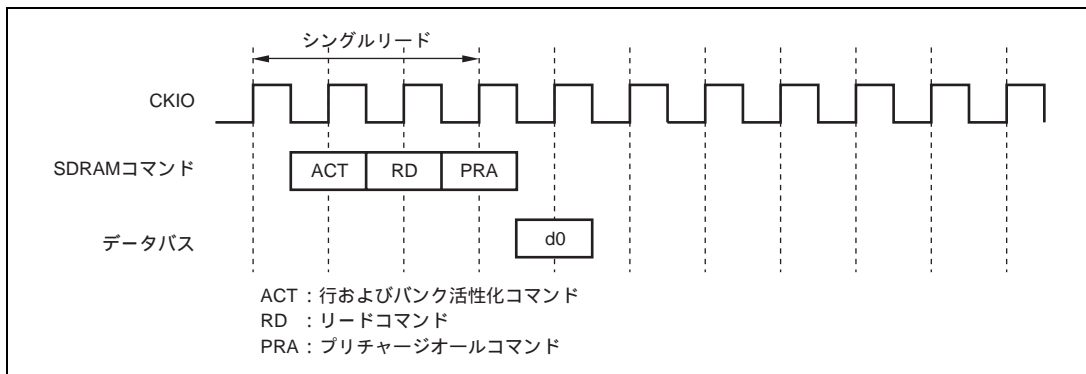 シングルリード
CKIO
SDRAMコマンド ACT RD PRA
データバス d0
ACT：行およびバンク活性化コマンド
RD ：リードコマンド
PRA：プリチャージオールコマンド